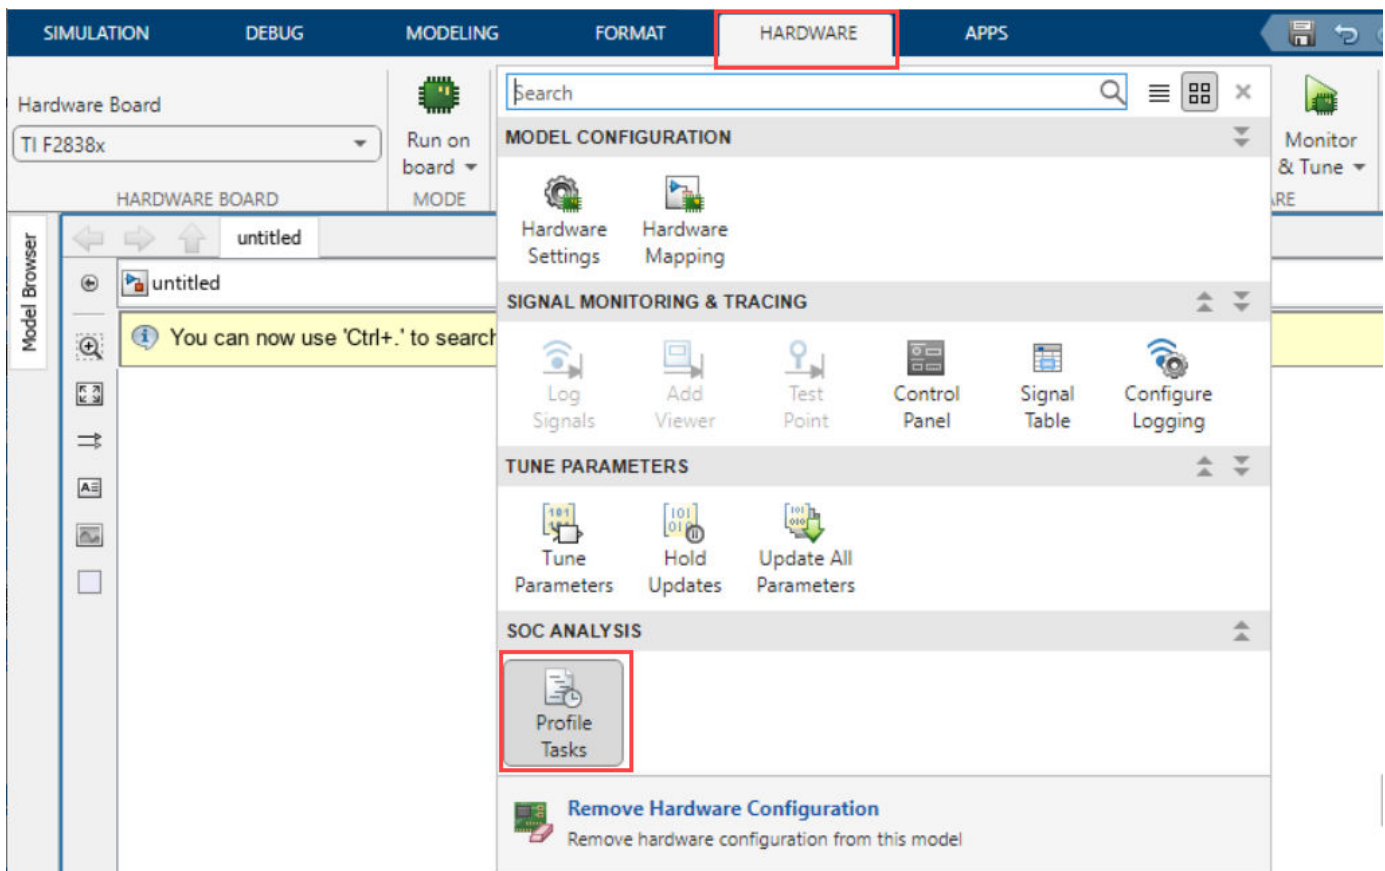 SIMULATION DEBUG MODELING FORMAT HARDWARE APPS
Hardware Board
TI F2838x
HARDWARE BOARD
Run on
board
MODE
Search
MODEL CONFIGURATION
Hardware
Settings
Hardware
Mapping
SIGNAL MONITORING & TRACING
Log
Signals
Add
Viewer
Test
Point
Control
Panel
Signal
Table
Configure
Logging
TUNE PARAMETERS
Tune
Parameters
Hold
Updates
Update All
Parameters
SOC ANALYSIS
Profile
Tasks
Remove Hardware Configuration
Remove hardware configuration from this model
Monitor
& Tune
RE
Model Browser
untitled
untitled
You can now use 'Ctrl+.' to search